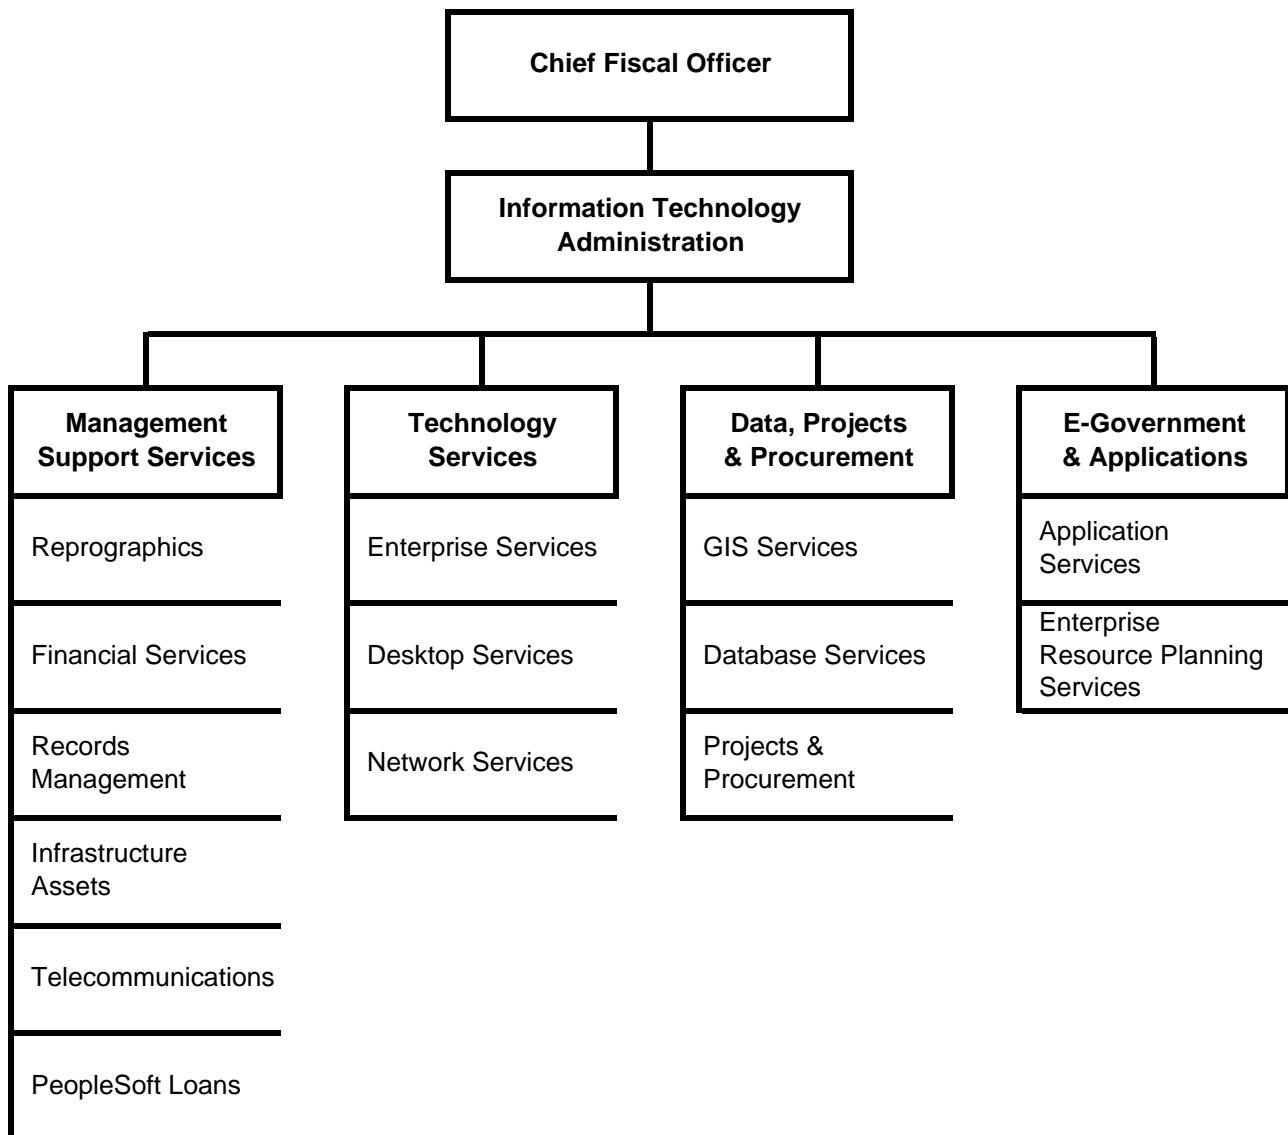 Chief Fiscal Officer
Information Technology
Administration
Management
Support Services
Reprographics
Financial Services
Records
Management
Infrastructure
Assets
Telecommunications
PeopleSoft Loans
Technology
Services
Enterprise Services
Desktop Services
Network Services
Data, Projects
& Procurement
GIS Services
Database Services
Projects &
Procurement
E-Government
& Applications
Application
Services
Enterprise
Resource Planning
Services